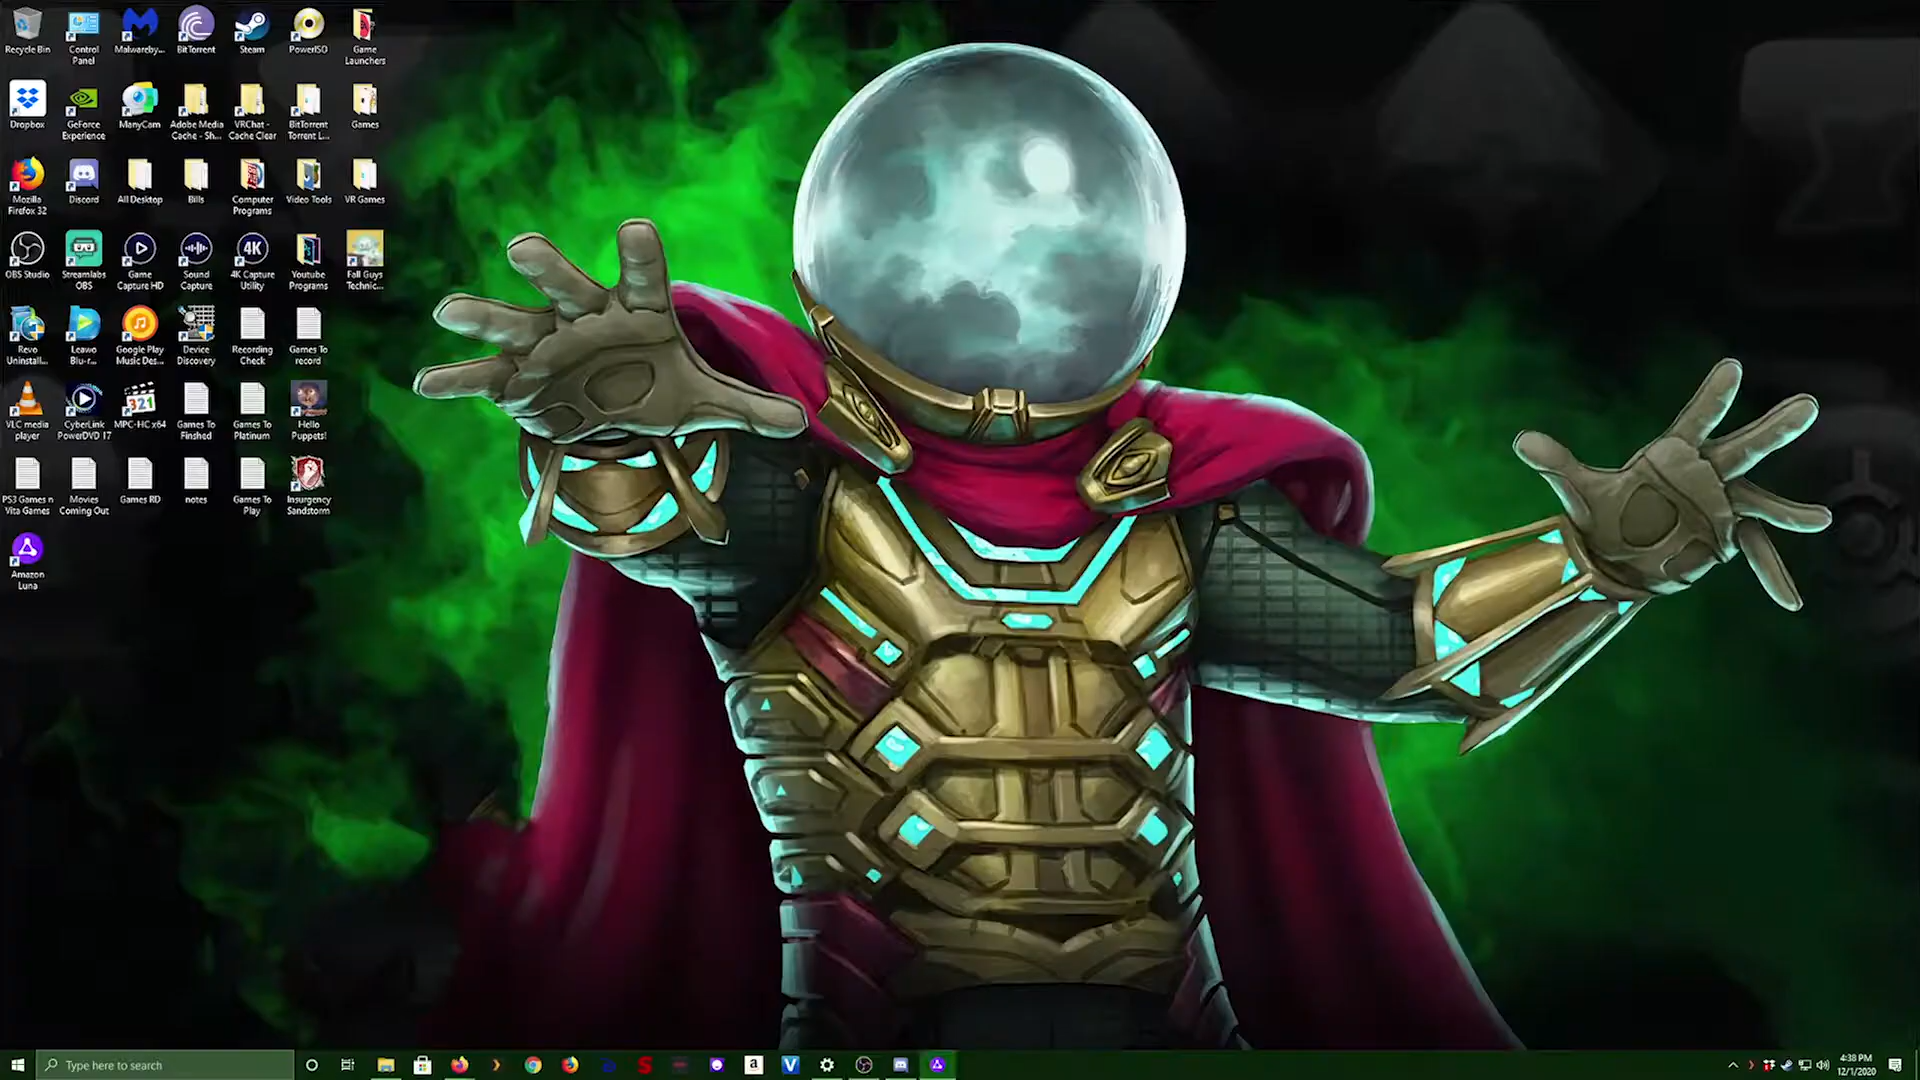 Recycle Bin
Control
Panel
Malwareby...
BitTorrent
Steam
PowerISO
Game
Launchers
Dropbox
GeForce
Experience
ManyCam
Adobe Media
Cache - Sh...
VRChat -
Cache Clear
BitTorrent
Torrent L...
Games
Mozilla
Firefox 32
Discord
All Desktop
Bills
Computer
Programs
Video Tools
VR Games
OBS Studio
Streamlabs
OBS
Game
Capture HD
Sound
Capture
4K
4K Capture
Utility
Youtube
Programs
Fall Guys
Technic...
Revo
Uninstall...
Leawo
Blu-r...
Google Play
Music Des...
Device
Discovery
Recording
Check
Games To
record
VLC media
player
CyberLink
PowerDVD 17
321
MPC-HC x64
Games To
Finshed
Games To
Platinum
Hello
Puppets!
PS3 Games n
Vita Games
Movies
Coming Out
Games RD
notes
Games To
Play
Insurgency
Sandstorm
Amazon
Luna
Type here to search
4:38 PM
12/1/2020